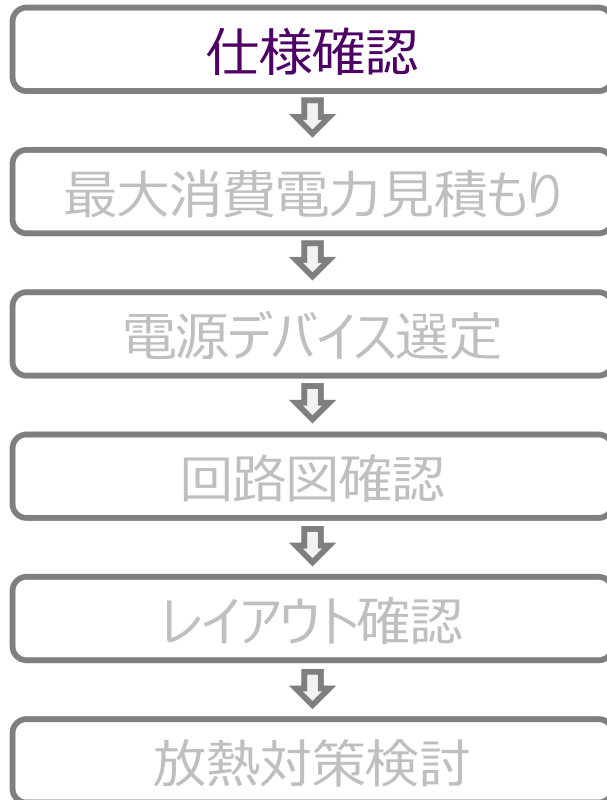 仕様確認
最大消費電力見積もり
電源デバイス選定
回路図確認
レイアウト確認
放熱対策検討